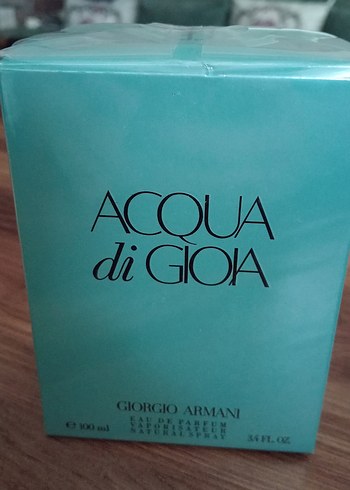 ACQUA
di GIOIA
GIORGIO ARMANI
EAU DE PARFUM
VAPORISATEUR
NATURAL SPRAY
℮ 100 ml
3.4 FL. OZ.